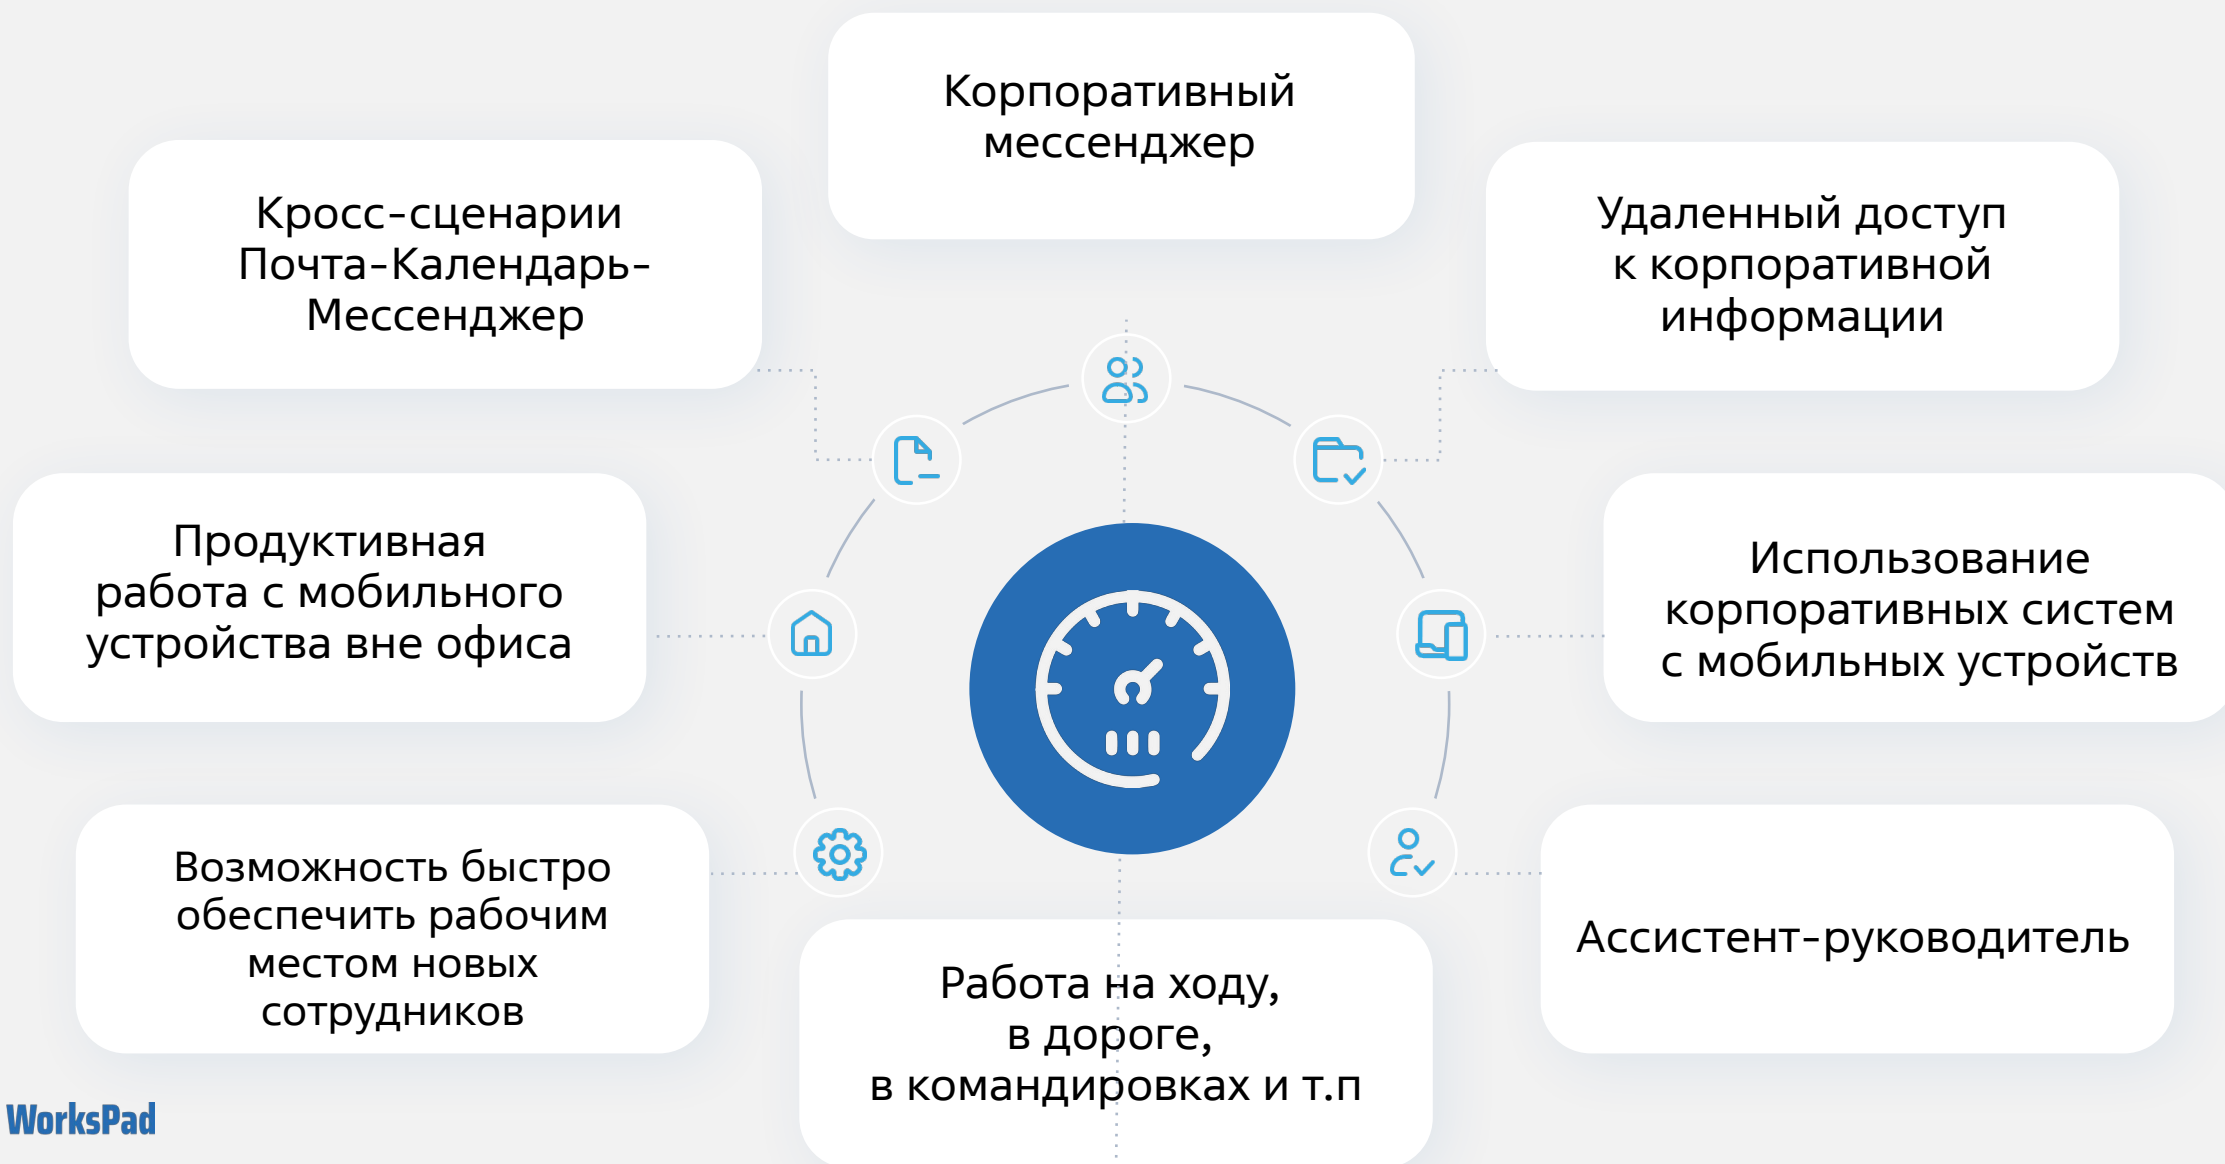 Корпоративный
мессенджер
Кросс-сценарии
Почта-Календарь-
Мессенджер
Удаленный доступ
к корпоративной
информации
Продуктивная
работа с мобильного
устройства вне офиса
Использование
корпоративных систем
с мобильных устройств
Возможность быстро
обеспечить рабочим
местом новых
сотрудников
Работа на ходу,
в дороге,
в командировках и т.п
Ассистент-руководитель
WorksPad